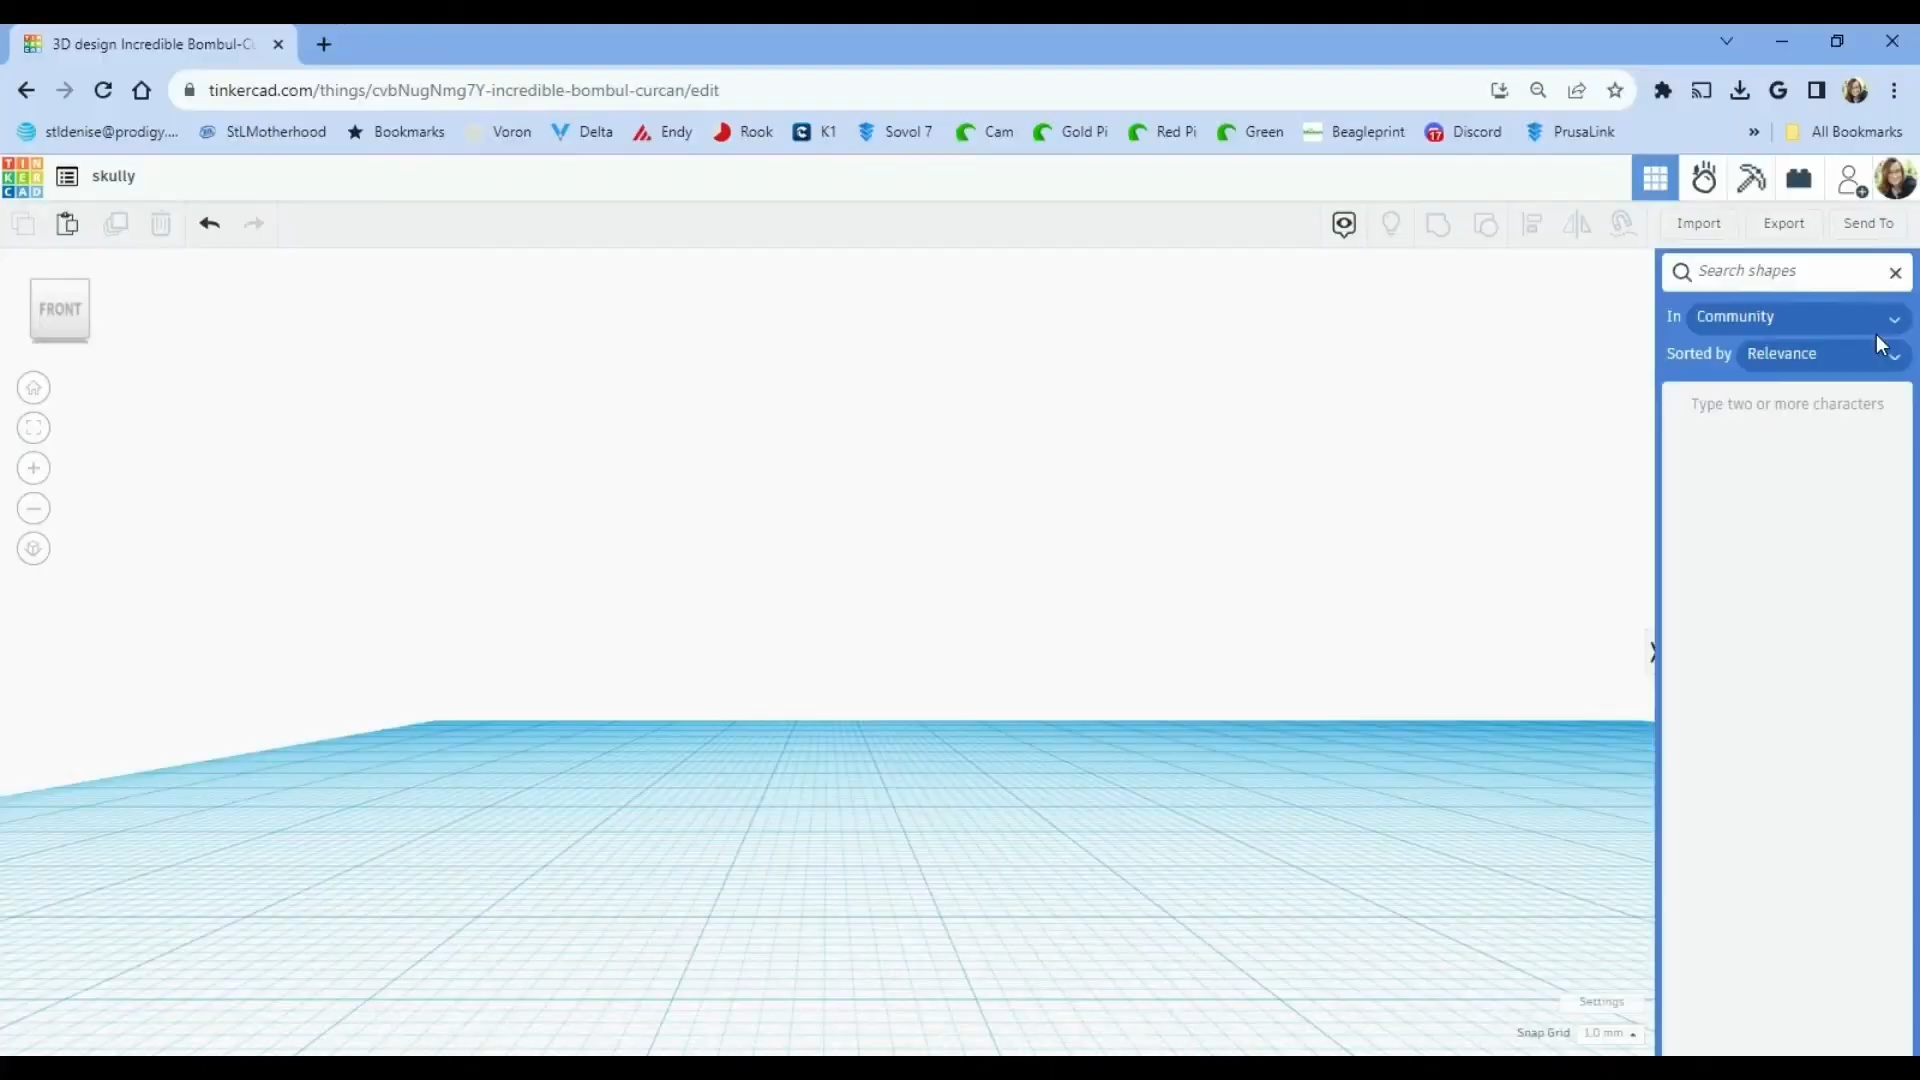 3D design Incredible Bombul-Cu
tinkercad.com/things/cvbNugNmg7Y-incredible-bombul-curcan/edit
stldenise@prodigy.... StLMotherhood Bookmarks Voron Delta Endy Rook K1 Sovol 7 Cam Gold Pi Red Pi Green Beagleprint 17 Discord PrusaLink » All Bookmarks
TIN
KER
CAD
skully
Import Export Send To
Search shapes
FRONT
In Community
Sorted by Relevance
Type two or more characters
Settings
Snap Grid 1.0 mm